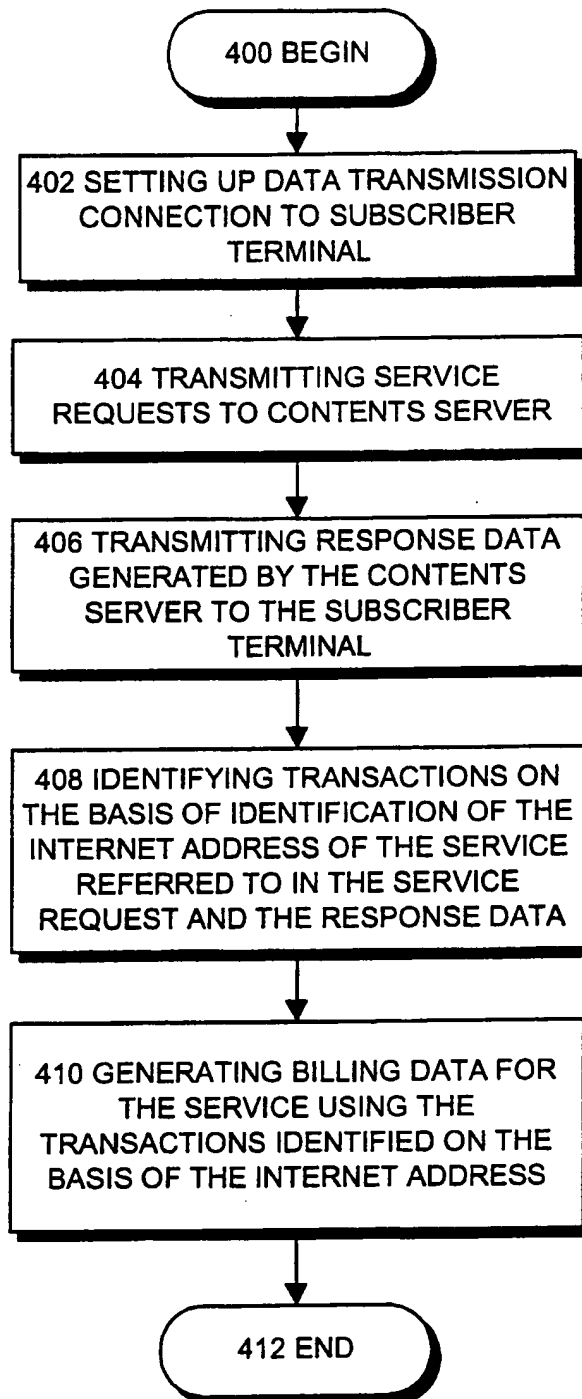 400 BEGIN
402 SETTING UP DATA TRANSMISSION
CONNECTION TO SUBSCRIBER
TERMINAL
404 TRANSMITTING SERVICE
REQUESTS TO CONTENTS SERVER
406 TRANSMITTING RESPONSE DATA
GENERATED BY THE CONTENTS
SERVER TO THE SUBSCRIBER
TERMINAL
408 IDENTIFYING TRANSACTIONS ON
THE BASIS OF IDENTIFICATION OF THE
INTERNET ADDRESS OF THE SERVICE
REFERRED TO IN THE SERVICE
REQUEST AND THE RESPONSE DATA
410 GENERATING BILLING DATA FOR
THE SERVICE USING THE
TRANSACTIONS IDENTIFIED ON THE
BASIS OF THE INTERNET ADDRESS
412 END